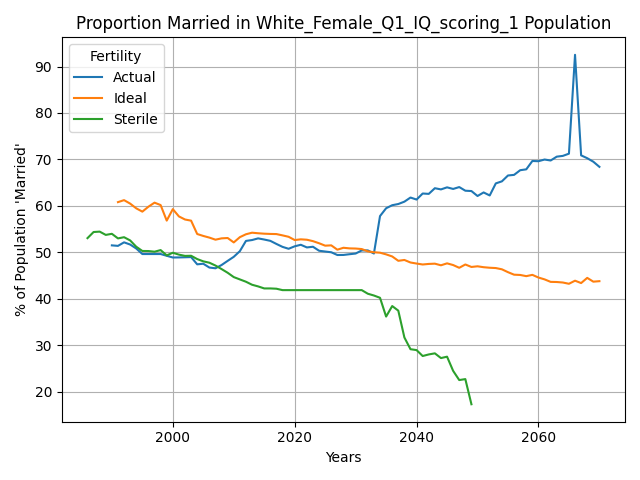 Proportion Married in White_Female_Q1_IQ_scoring_1 Population
% of Population 'Married'
90
80
70
60
50
40
30
20
Fertility
Actual
Ideal
Sterile
2000 2020 2040 2060
Years